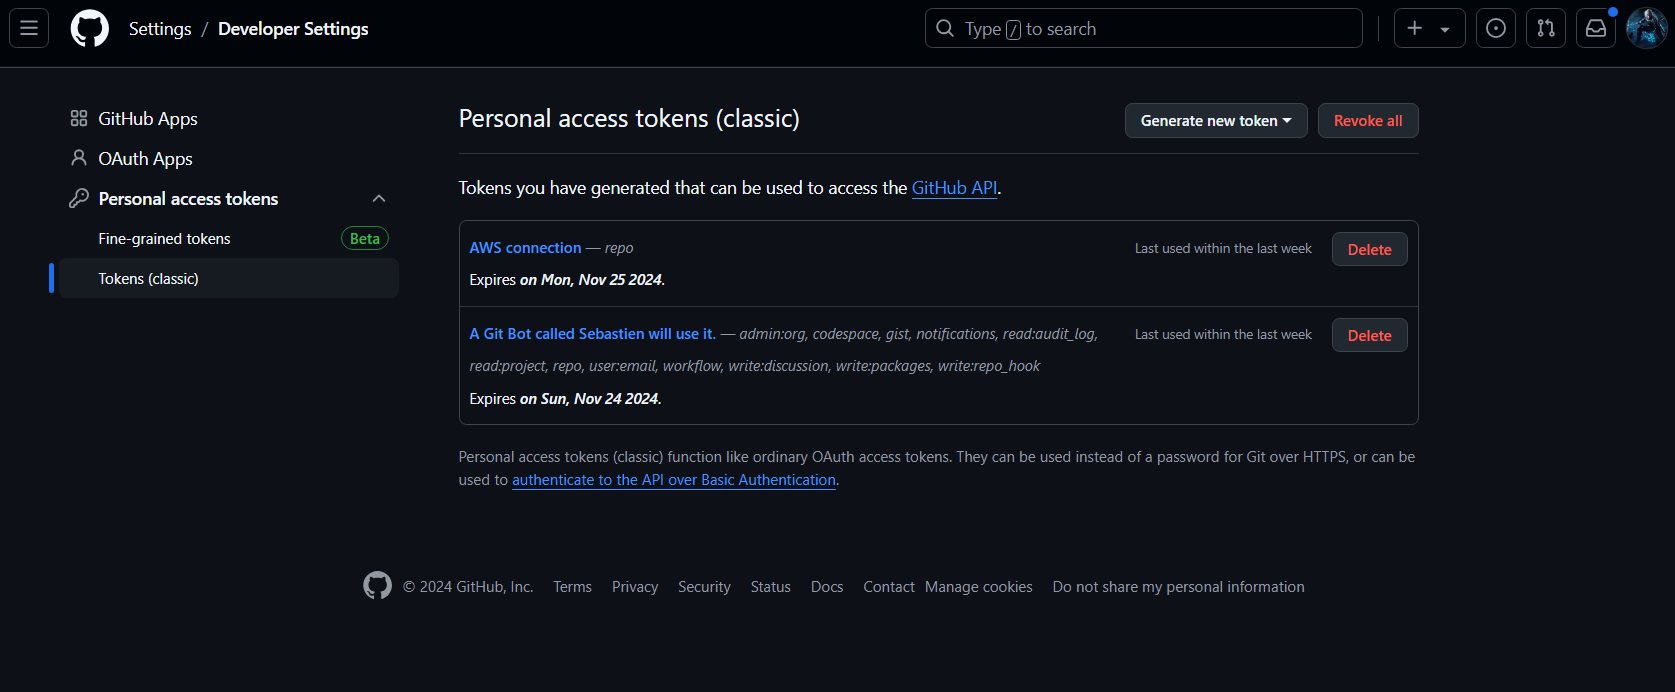 Settings / Developer Settings
Type / to search
GitHub Apps
OAuth Apps
Personal access tokens
Fine-grained tokens Beta
Tokens (classic)
Personal access tokens (classic)
Generate new token
Revoke all
Tokens you have generated that can be used to access the GitHub API.
AWS connection — repo
Last used within the last week
Delete
Expires on Mon, Nov 25 2024.
A Git Bot called Sebastien will use it. — admin:org, codespace, gist, notifications, read:audit_log,
read:project, repo, user:email, workflow, write:discussion, write:packages, write:repo_hook
Last used within the last week
Delete
Expires on Sun, Nov 24 2024.
Personal access tokens (classic) function like ordinary OAuth access tokens. They can be used instead of a password for Git over HTTPS, or can be
used to authenticate to the API over Basic Authentication.
© 2024 GitHub, Inc. Terms Privacy Security Status Docs Contact Manage cookies Do not share my personal information